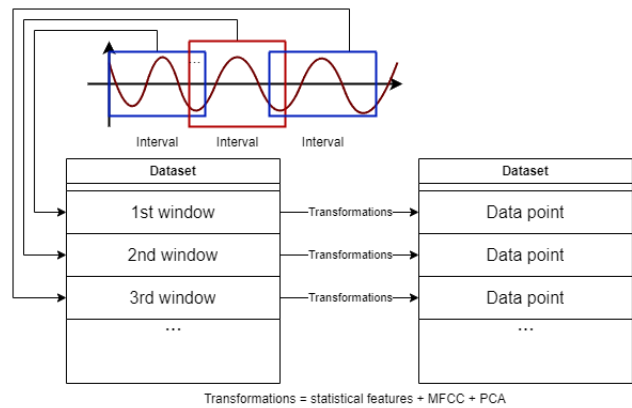 ...
Interval Interval Interval
Dataset Dataset
1st window Transformations Data point
2nd window Transformations Data point
3rd window Transformations Data point
... ...
Transformations = statistical features + MFCC + PCA